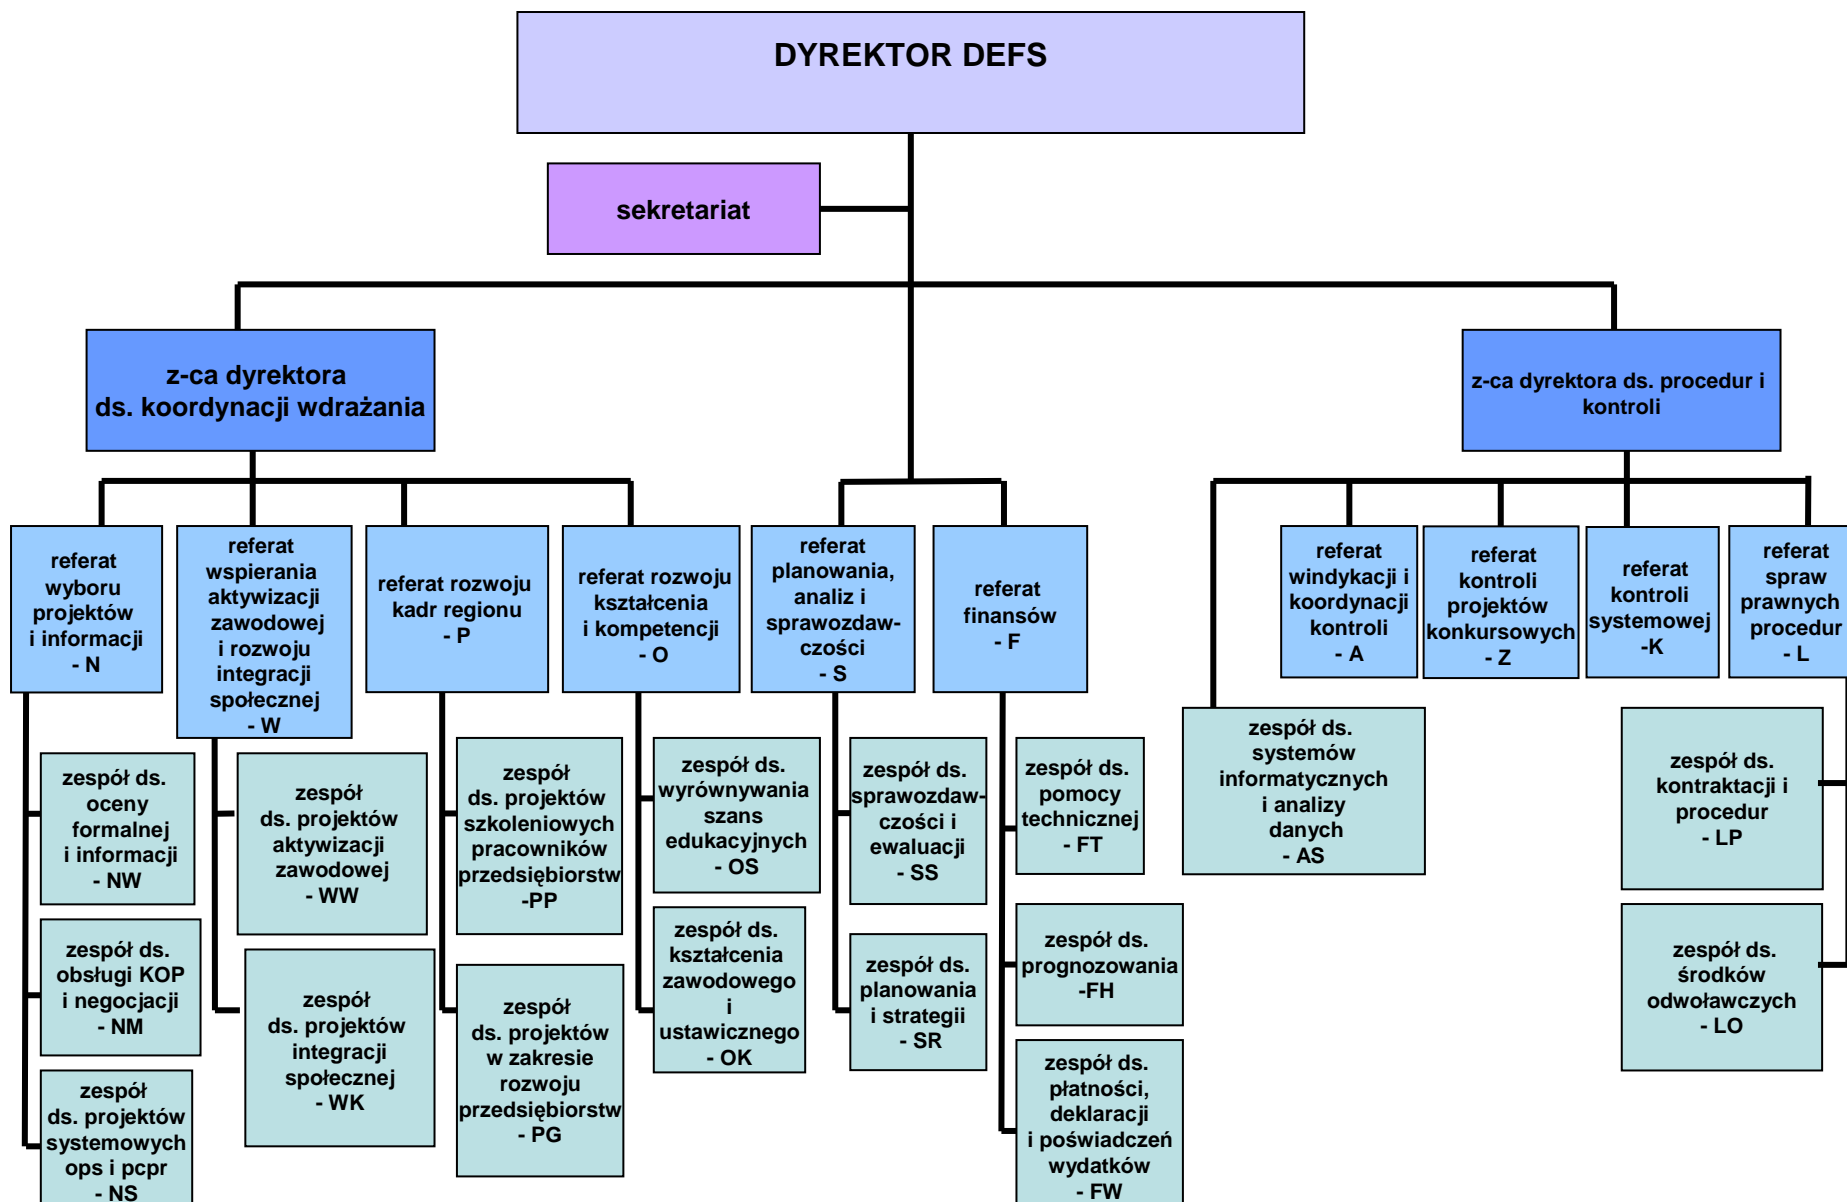 DYREKTOR DEFS
sekretariat
z-ca dyrektora
ds. koordynacji wdrażania
z-ca dyrektora ds. procedur i
kontroli
referat
wyboru
projektów
i informacji
- N
referat
wspierania
aktywizacji
zawodowej
i rozwoju
integracji
społecznej
- W
referat rozwoju
kadr regionu
- P
referat rozwoju
kształcenia
i kompetencji
- O
referat
planowania,
analiz i
sprawozdaw-
czości
- S
referat
finansów
- F
referat
windykacji i
koordynacji
kontroli
- A
referat
kontroli
projektów
konkursowych
- Z
referat
kontroli
systemowej
-K
referat
spraw
prawnych i
procedur
- L
zespół ds.
oceny
formalnej
i informacji
- NW
zespół ds.
obsługi KOP
i negocjacji
- NM
zespół
ds. projektów
systemowych
ops i pcpr
- NS
zespół
ds. projektów
aktywizacji
zawodowej
- WW
zespół
ds. projektów
integracji
społecznej
- WK
zespół
ds. projektów
szkoleniowych
pracowników
przedsiębiorstw
-PP
zespół
ds. projektów
w zakresie
rozwoju
przedsiębiorstw
- PG
zespół ds.
wyrównywania
szans
edukacyjnych
- OS
zespół ds.
kształcenia
zawodowego
i
ustawicznego
- OK
zespół ds.
sprawozdaw-
czości i
ewaluacji
- SS
zespół ds.
planowania
i strategii
- SR
zespół ds.
pomocy
technicznej
- FT
zespół ds.
prognozowania
-FH
zespół ds.
płatności,
deklaracji
i poświadczeń
wydatków
- FW
zespół ds.
systemów
informatycznych
i analizy
danych
- AS
zespół ds.
kontraktacji i
procedur
- LP
zespół ds.
środków
odwoławczych
- LO